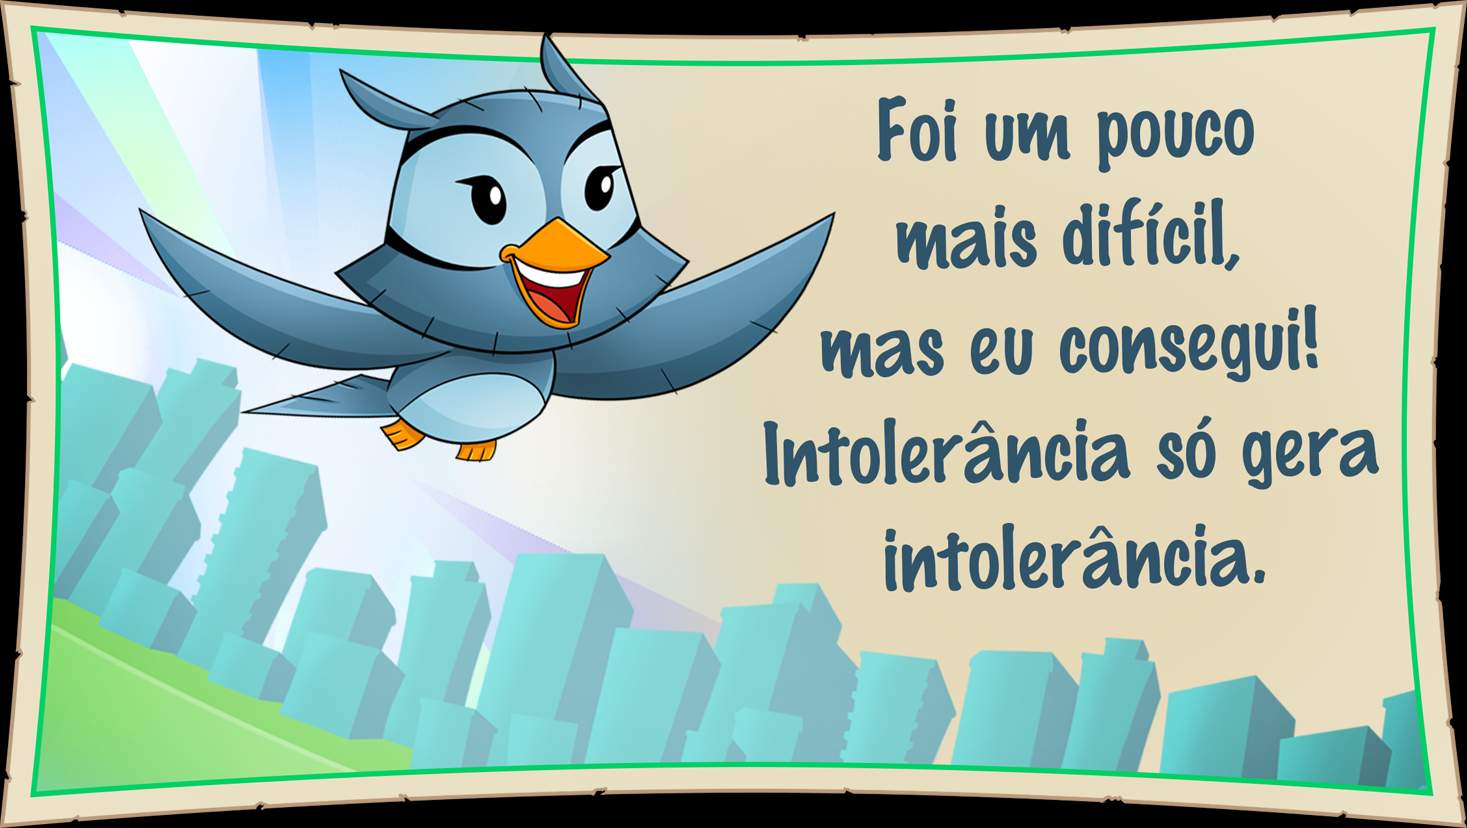 Foi um pouco
mais difícil,
mas eu consegui!
Intolerância só gera
intolerância.